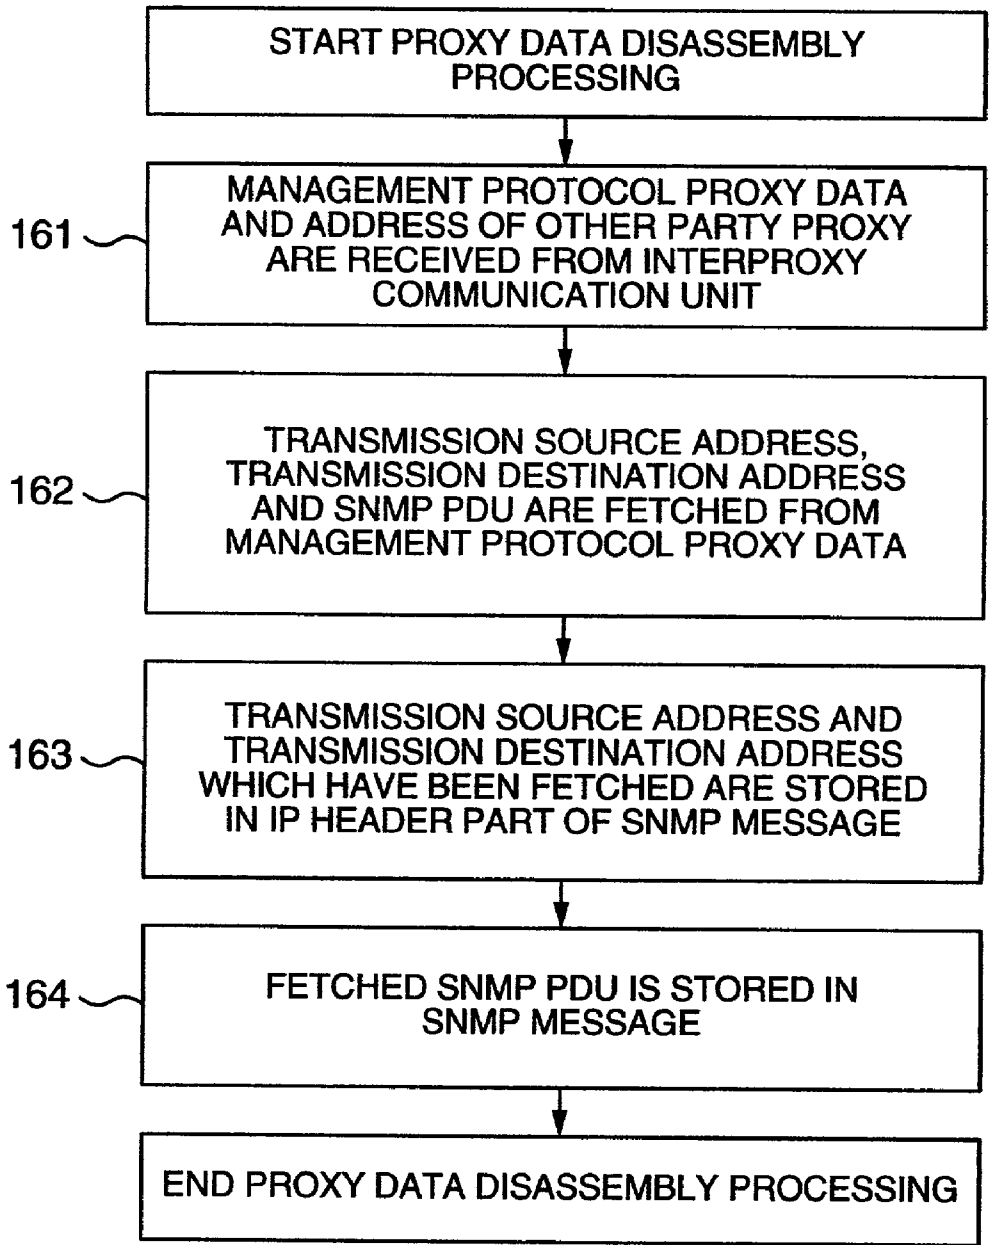 START PROXY DATA DISASSEMBLY
PROCESSING
161
MANAGEMENT PROTOCOL PROXY DATA
AND ADDRESS OF OTHER PARTY PROXY
ARE RECEIVED FROM INTERPROXY
COMMUNICATION UNIT
162
TRANSMISSION SOURCE ADDRESS,
TRANSMISSION DESTINATION ADDRESS
AND SNMP PDU ARE FETCHED FROM
MANAGEMENT PROTOCOL PROXY DATA
163
TRANSMISSION SOURCE ADDRESS AND
TRANSMISSION DESTINATION ADDRESS
WHICH HAVE BEEN FETCHED ARE STORED
IN IP HEADER PART OF SNMP MESSAGE
164
FETCHED SNMP PDU IS STORED IN
SNMP MESSAGE
END PROXY DATA DISASSEMBLY PROCESSING